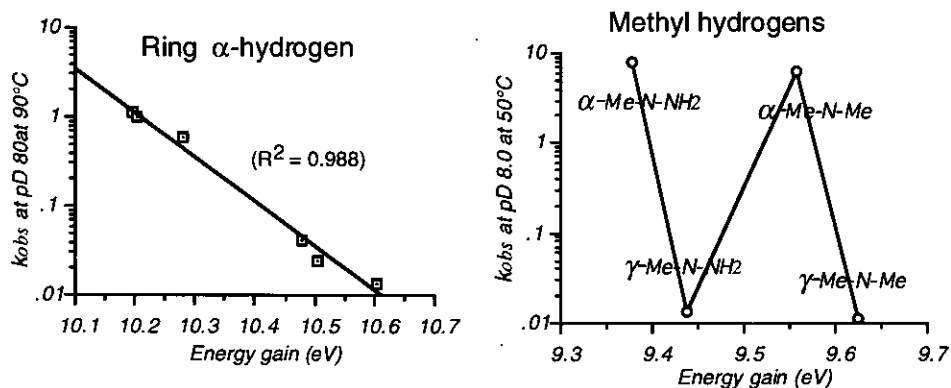 Ring α-hydrogen
kobs at pD 80at 90°C
10
1
.1
.01
(R2 = 0.988)
10.1 10.2 10.3 10.4 10.5 10.6 10.7
Energy gain (eV)
Methyl hydrogens
kobs at pD 8.0 at 50°C
10
1
.1
.01
α-Me-N-NH2
α-Me-N-Me
γ-Me-N-NH2
γ-Me-N-Me
9.3 9.4 9.5 9.6 9.7
Energy gain (eV)